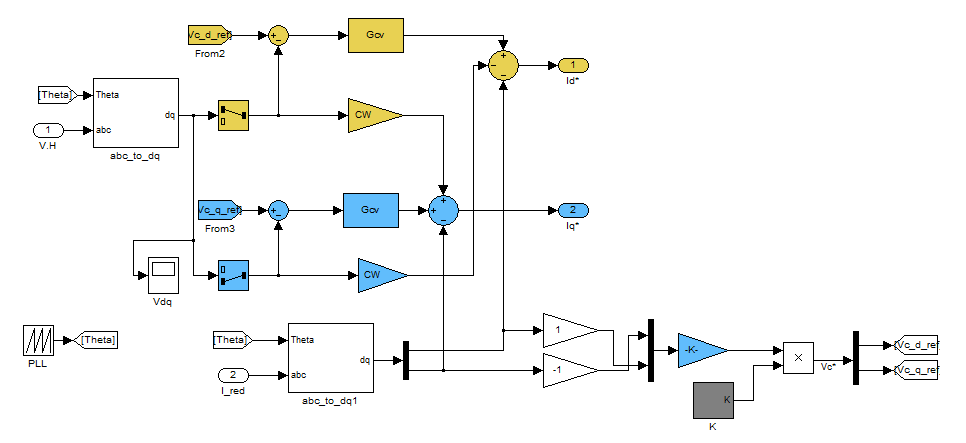 Vc_d_ref
From2
Gcv
1
Id*
[Theta]
Theta
dq
abc
1
V.H
abc_to_dq
CW
Vc_q_ref
From3
Gcv
2
Iq*
CW
Vdq
PLL
[Theta]
[Theta]
Theta
dq
abc
2
I_red
abc_to_dq1
1
-1
-K-
K
K
×
Vc*
[Vc_d_ref
[Vc_q_ref